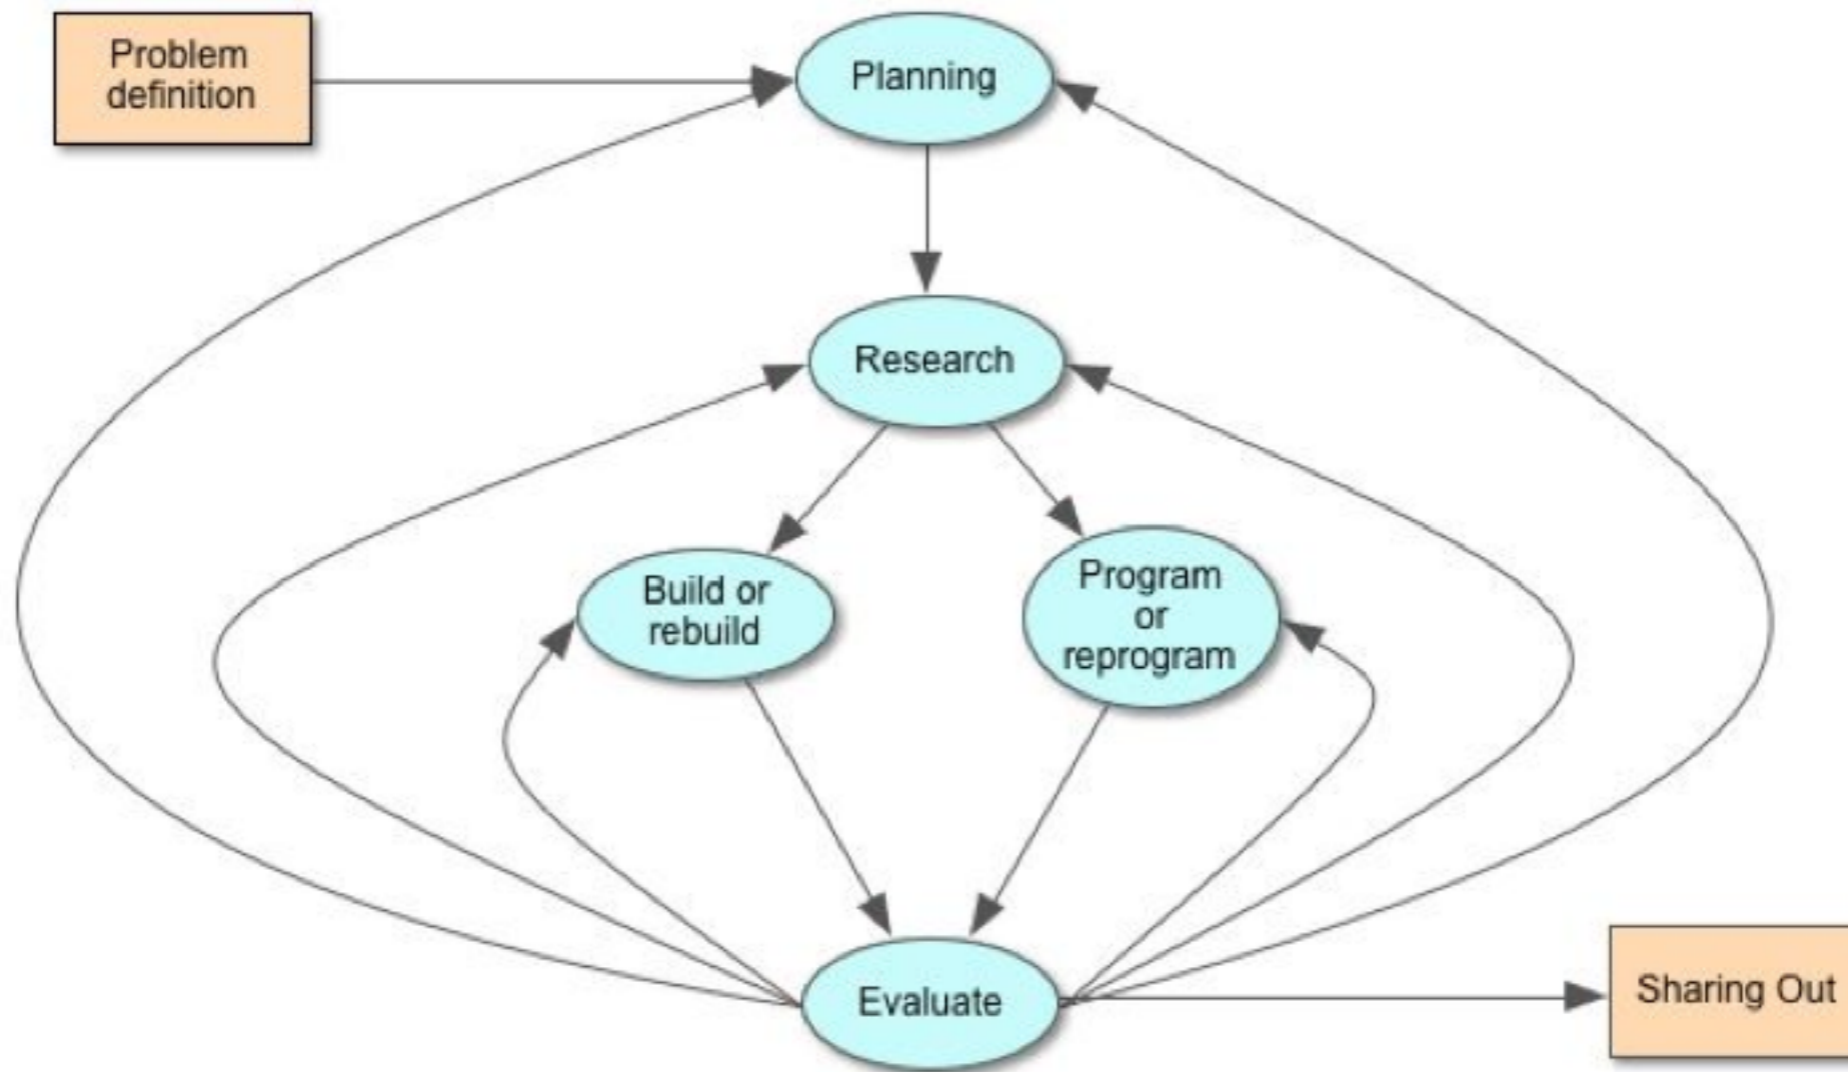 Problem
definition
Planning
Research
Build or
rebuild
Program
or
reprogram
Evaluate
Sharing Out